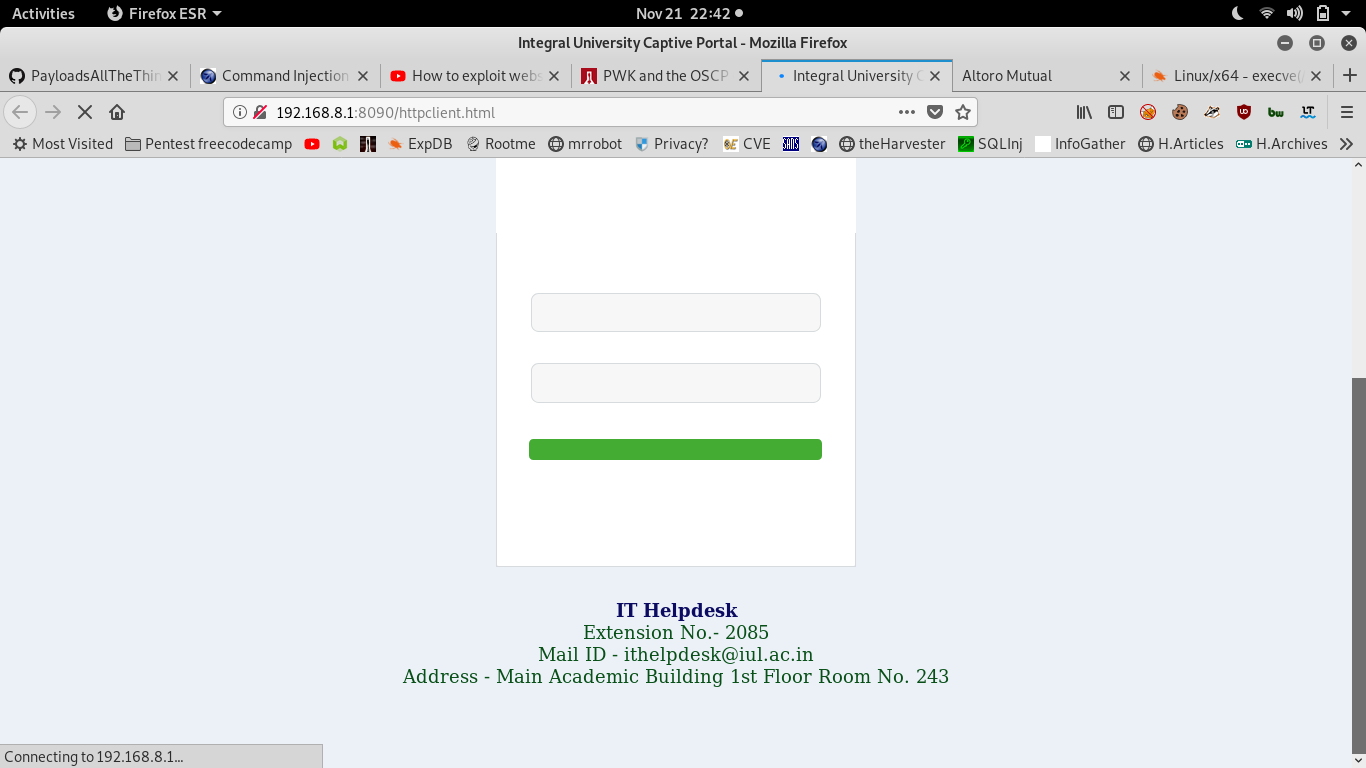 Activities Firefox ESR Nov 21 22:42
Integral University Captive Portal - Mozilla Firefox
PayloadsAllTheThin Command Injection How to exploit webs PWK and the OSCP Integral University C Altoro Mutual Linux/x64 - execve(/
192.168.8.1:8090/httpclient.html
Most Visited Pentest freecodecamp ExpDB Rootme mrrobot Privacy? CVE SANS theHarvester SQLInj InfoGather H.Articles H.Archives
IT Helpdesk
Extension No.- 2085
Mail ID - ithelpdesk@iul.ac.in
Address - Main Academic Building 1st Floor Room No. 243
Connecting to 192.168.8.1...